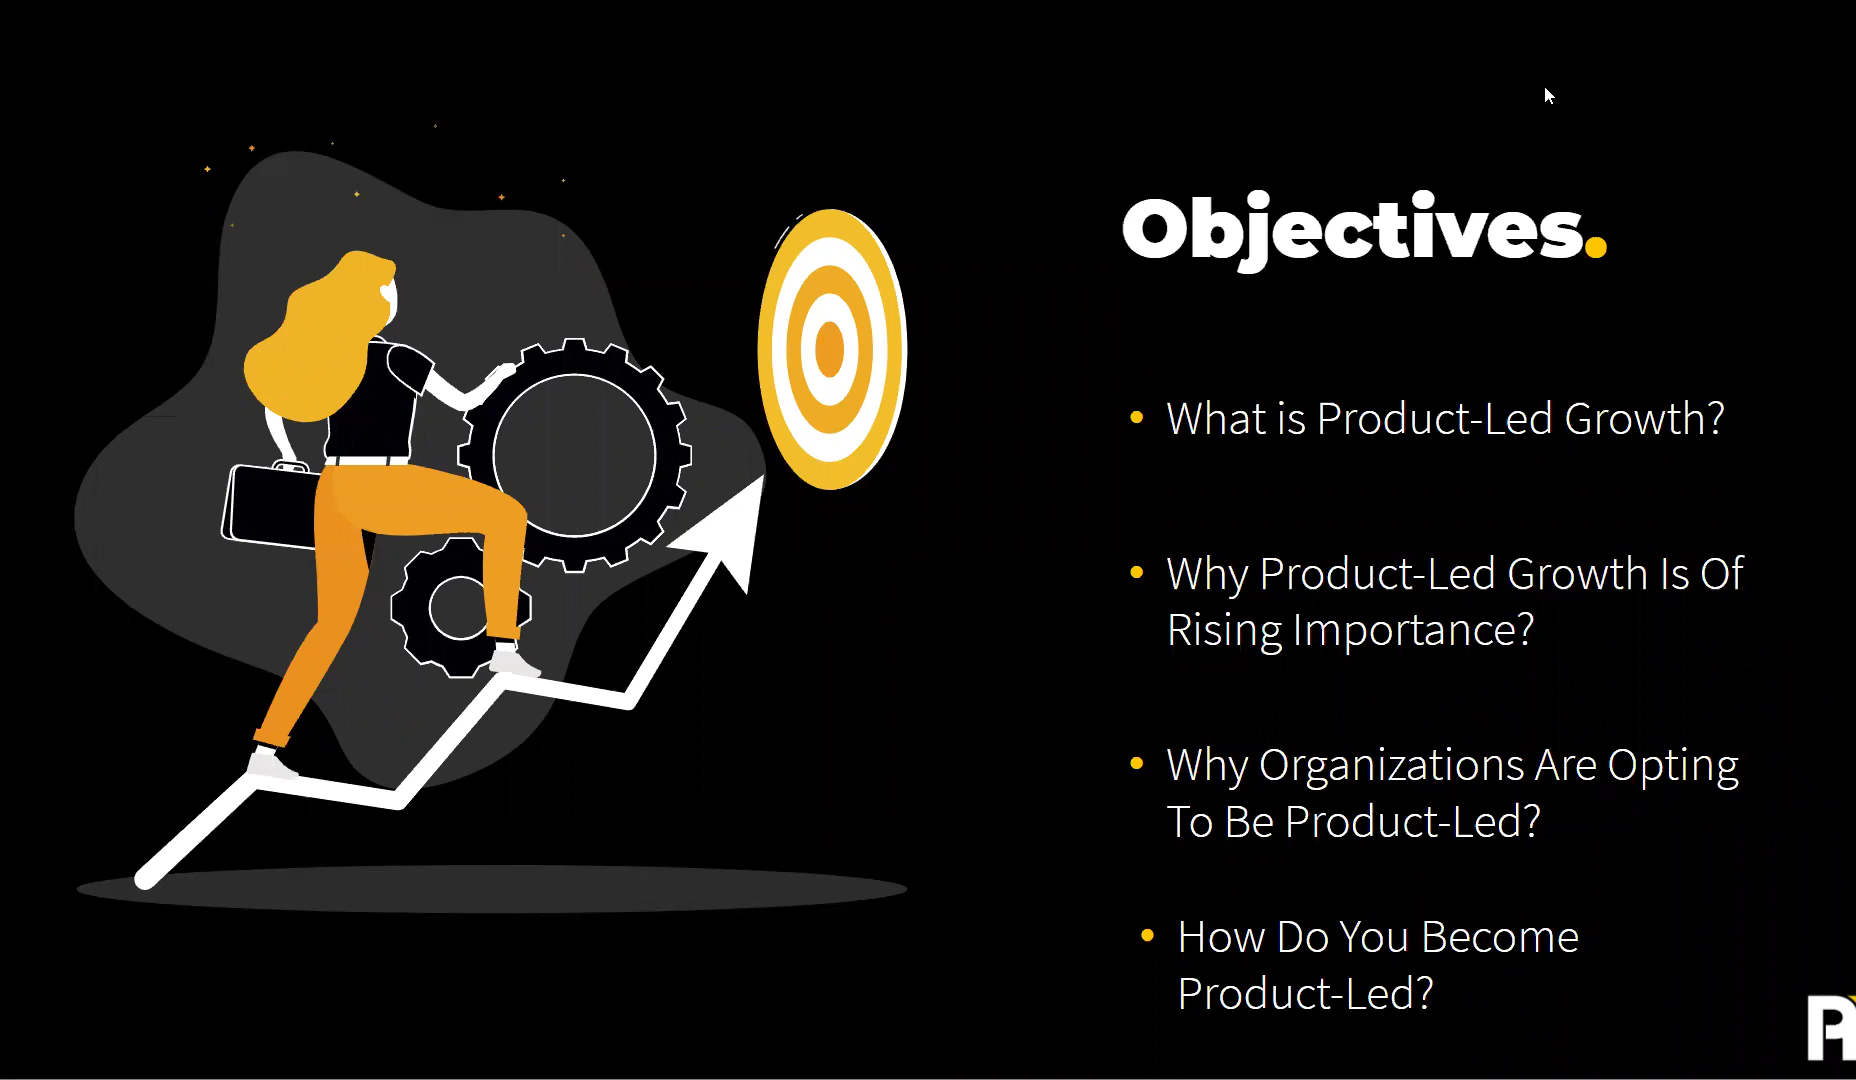 Objectives.
• What is Product-Led Growth?
• Why Product-Led Growth Is Of
Rising Importance?
• Why Organizations Are Opting
To Be Product-Led?
• How Do You Become
Product-Led?